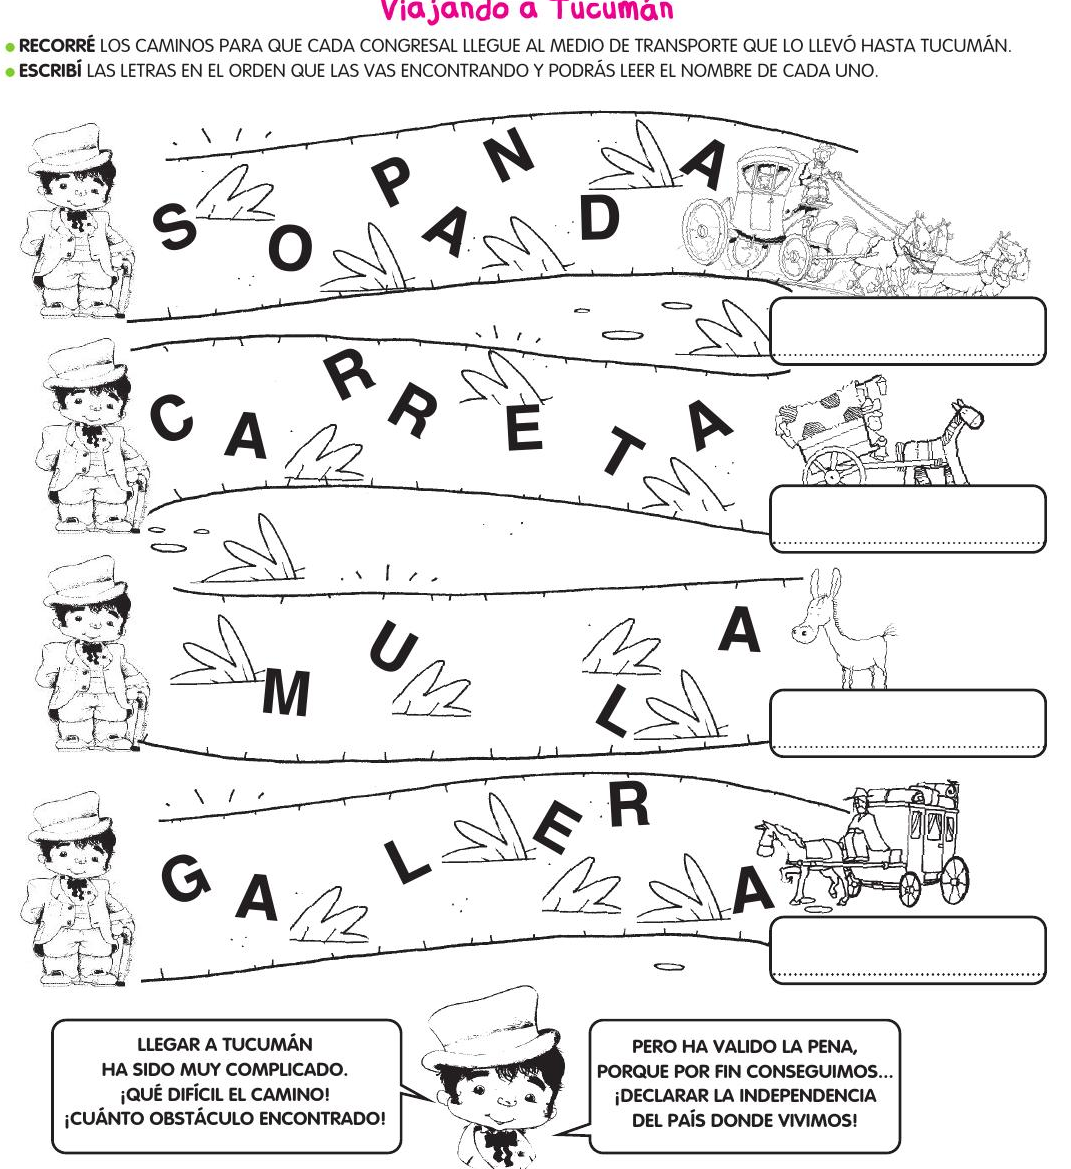 Viajando a Tucumán
• RECORRÉ LOS CAMINOS PARA QUE CADA CONGRESAL LLEGUE AL MEDIO DE TRANSPORTE QUE LO LLEVÓ HASTA TUCUMÁN.
• ESCRIBÍ LAS LETRAS EN EL ORDEN QUE LAS VAS ENCONTRANDO Y PODRÁS LEER EL NOMBRE DE CADA UNO.
S O P A N D A
C A R R E T A
M U L A
G A L E R A
LLEGAR A TUCUMÁN
HA SIDO MUY COMPLICADO.
¡QUÉ DIFÍCIL EL CAMINO!
¡CUÁNTO OBSTÁCULO ENCONTRADO!
PERO HA VALIDO LA PENA,
PORQUE POR FIN CONSEGUIMOS...
¡DECLARAR LA INDEPENDENCIA
DEL PAÍS DONDE VIVIMOS!